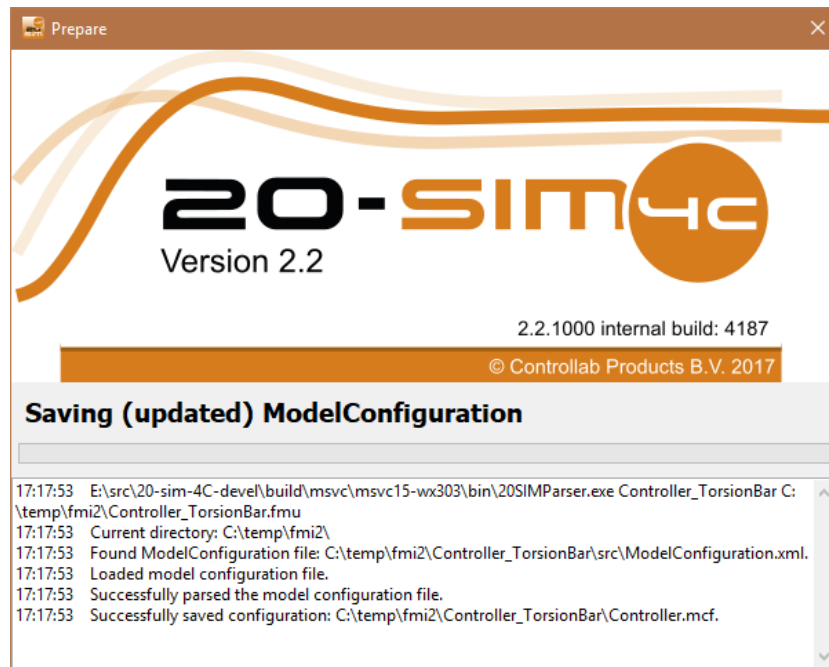 Prepare
20-SIM 4C
Version 2.2
2.2.1000 internal build: 4187
© Controllab Products B.V. 2017
Saving (updated) ModelConfiguration
17:17:53 E:\src\20-sim-4C-devel\build\msvc\msvc15-wx303\bin\20SIMParser.exe Controller_TorsionBar C:
\temp\fmi2\Controller_TorsionBar.fmu
17:17:53 Current directory: C:\temp\fmi2\
17:17:53 Found ModelConfiguration file: C:\temp\fmi2\Controller_TorsionBar\src\ModelConfiguration.xml.
17:17:53 Loaded model configuration file.
17:17:53 Successfully parsed the model configuration file.
17:17:53 Successfully saved configuration: C:\temp\fmi2\Controller_TorsionBar\Controller.mcf.